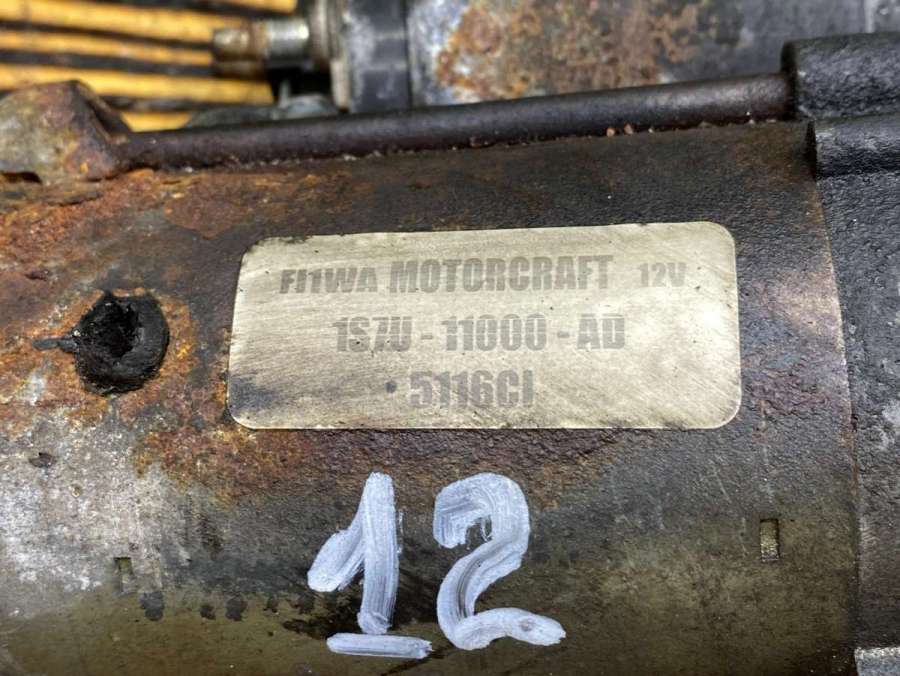 FI1WA MOTORCRAFT 12V
1S7U - 11000 - AD
• 5116CI
12